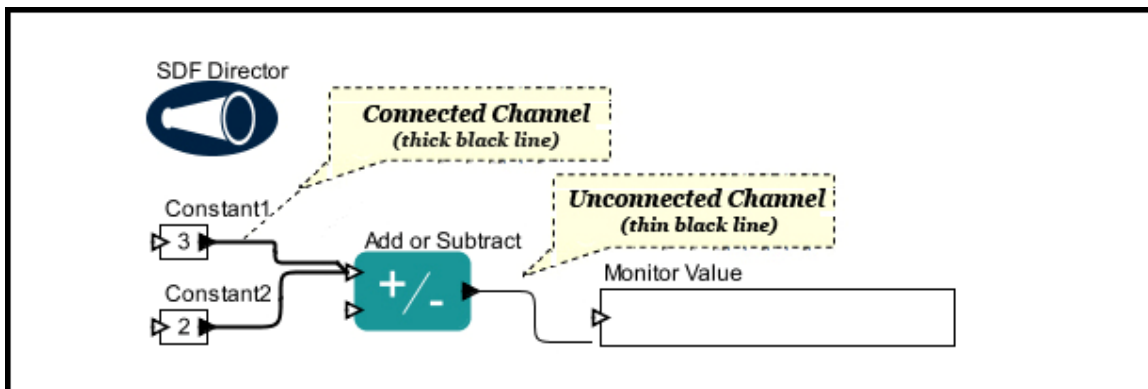 SDF Director
Connected Channel
(thick black line)
Unconnected Channel
(thin black line)
Constant1
3
Add or Subtract
+/-
Monitor Value
Constant2
2